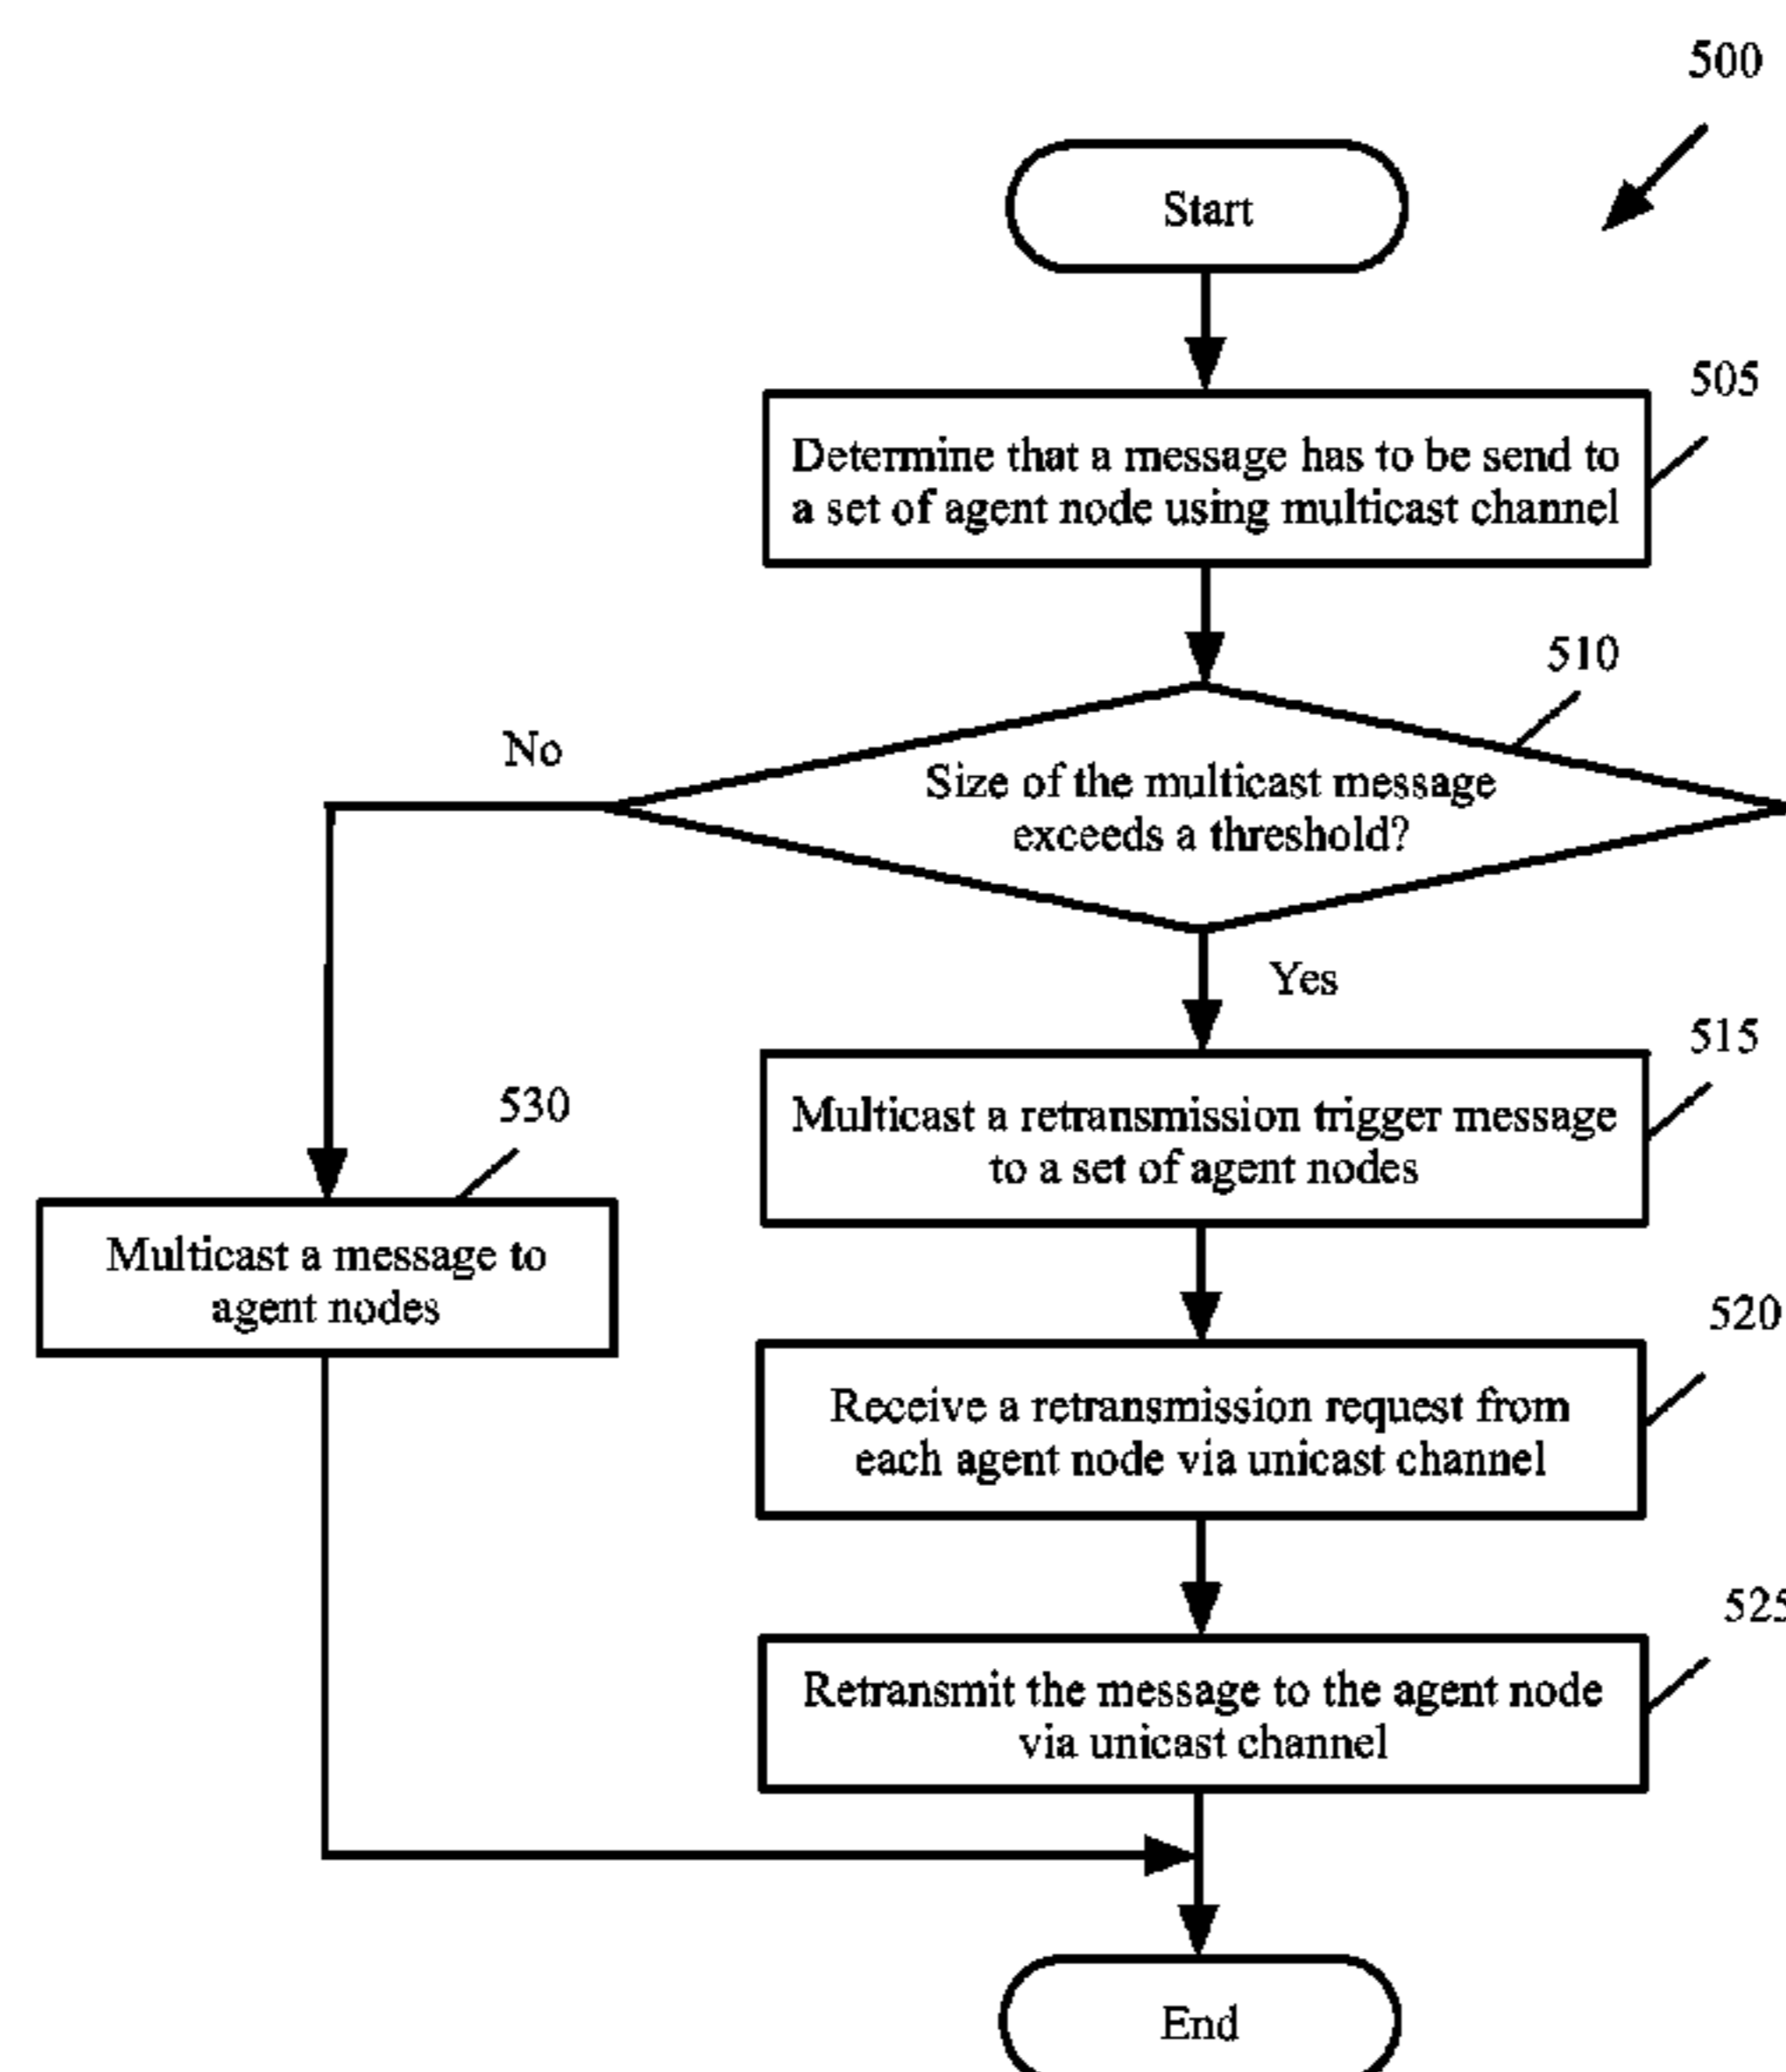 500
Start
505
Determine that a message has to be send to
a set of agent node using multicast channel
510
No
Size of the multicast message
exceeds a threshold?
Yes
515
Multicast a retransmission trigger message
to a set of agent nodes
530
Multicast a message to
agent nodes
520
Receive a retransmission request from
each agent node via unicast channel
525
Retransmit the message to the agent node
via unicast channel
End